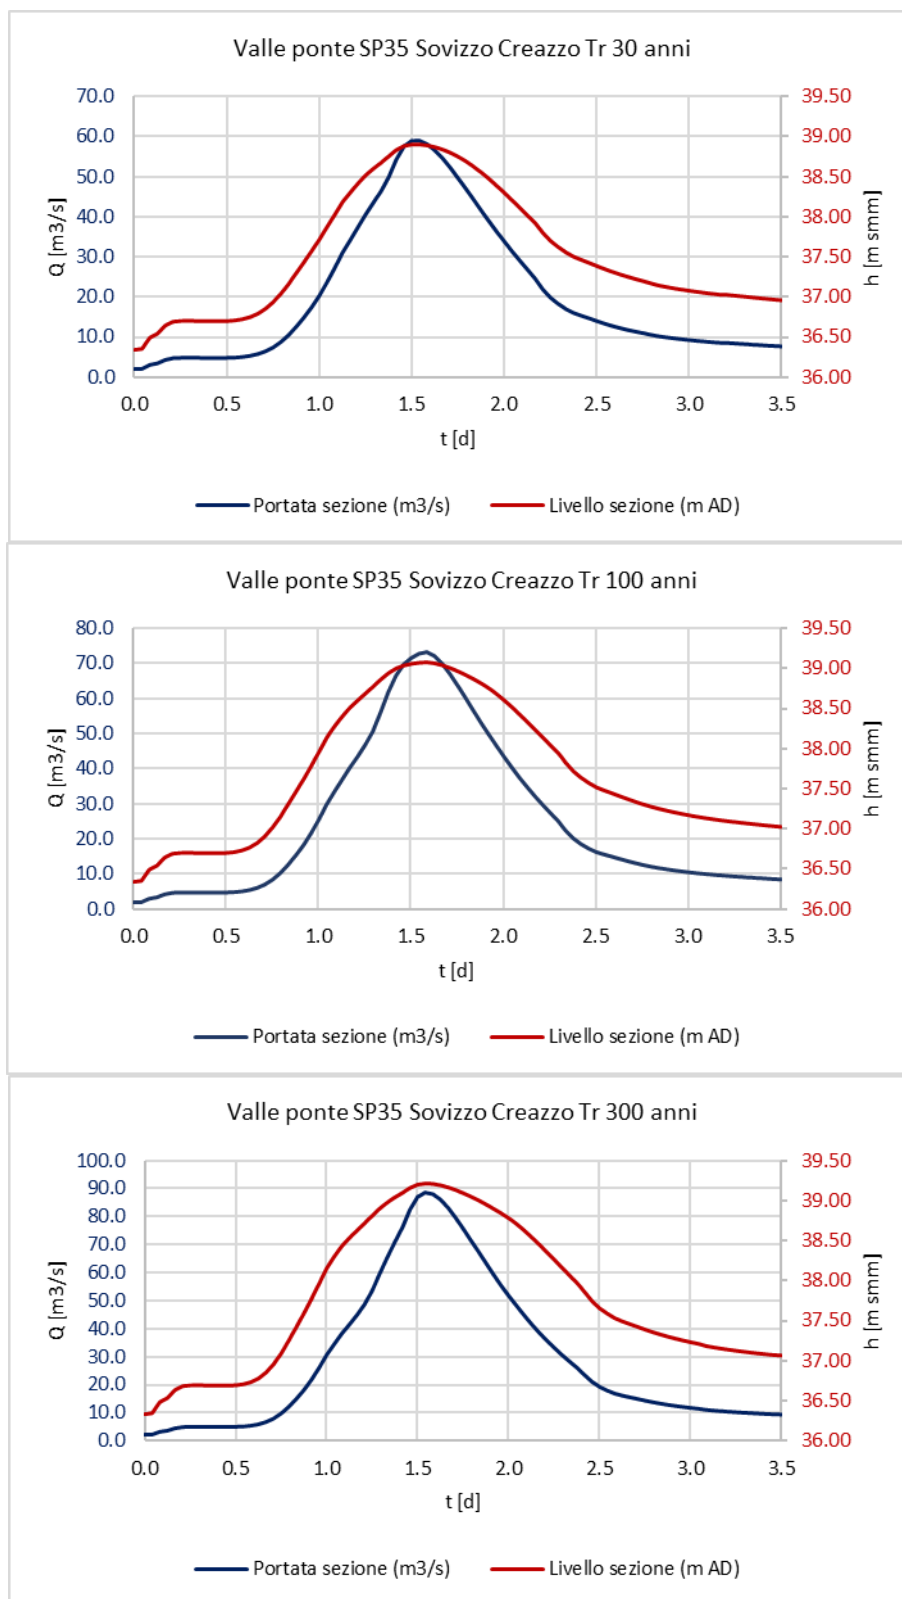 Valle ponte SP35 Sovizzo Creazzo Tr 30 anni
70.0
60.0
50.0
40.0
30.0
20.0
10.0
0.0
Q [m3/s]
39.50
39.00
38.50
38.00
37.50
37.00
36.50
36.00
h [m smm]
0.0 0.5 1.0 1.5 2.0 2.5 3.0 3.5
t [d]
Portata sezione (m3/s) Livello sezione (m AD)
Valle ponte SP35 Sovizzo Creazzo Tr 100 anni
80.0
70.0
60.0
50.0
40.0
30.0
20.0
10.0
0.0
Q [m3/s]
39.50
39.00
38.50
38.00
37.50
37.00
36.50
36.00
h [m smm]
0.0 0.5 1.0 1.5 2.0 2.5 3.0 3.5
t [d]
Portata sezione (m3/s) Livello sezione (m AD)
Valle ponte SP35 Sovizzo Creazzo Tr 300 anni
100.0
90.0
80.0
70.0
60.0
50.0
40.0
30.0
20.0
10.0
0.0
Q [m3/s]
39.50
39.00
38.50
38.00
37.50
37.00
36.50
36.00
h [m smm]
0.0 0.5 1.0 1.5 2.0 2.5 3.0 3.5
t [d]
Portata sezione (m3/s) Livello sezione (m AD)